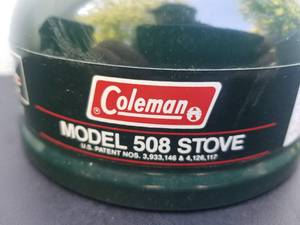 Coleman
MODEL 508 STOVE
U.S. PATENT NOS. 3,933,146 & 4,126,117